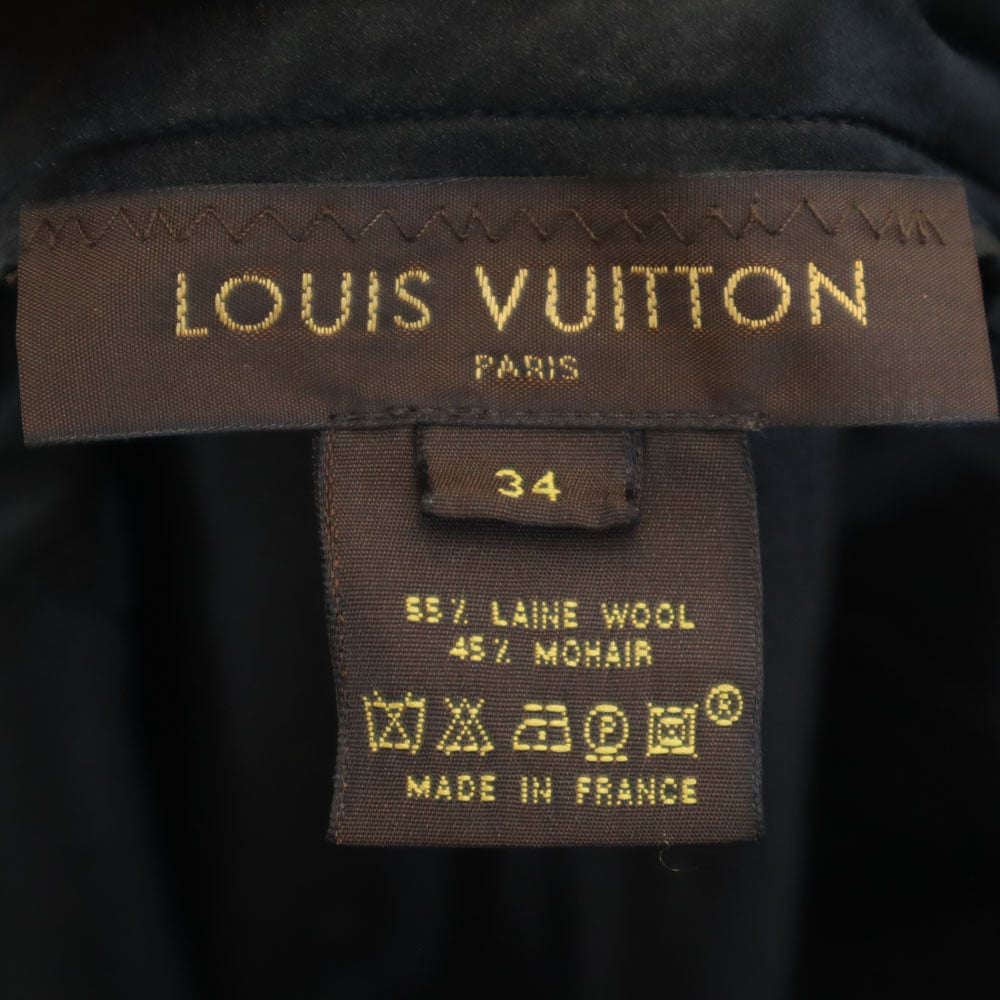 LOUIS VUITTON
PARIS
34
55% LAINE WOOL
45% MOHAIR
P ®
MADE IN FRANCE